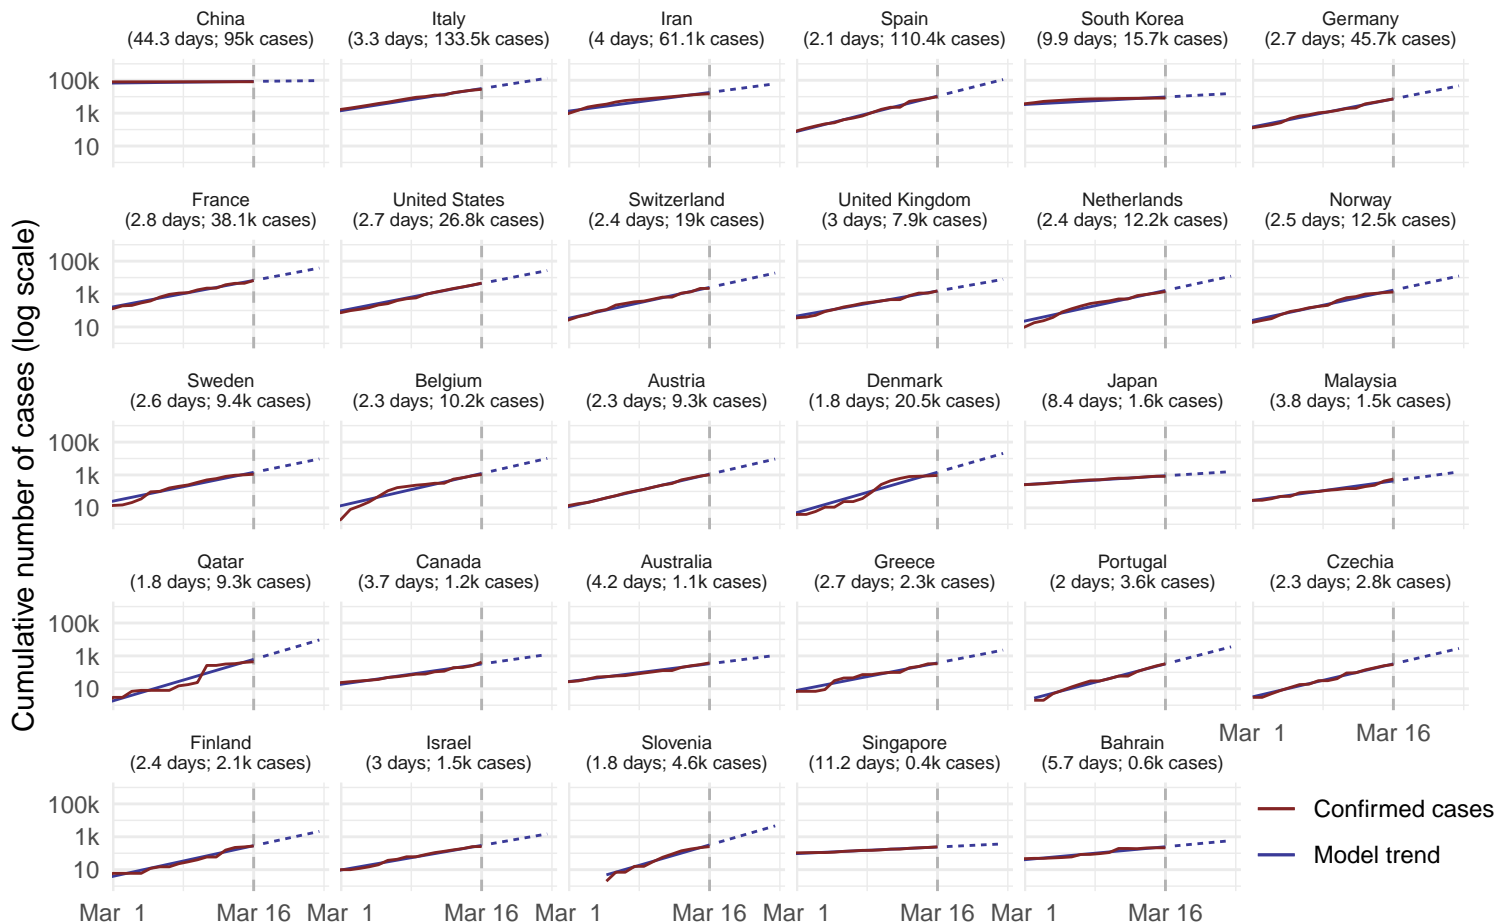 China
(44.3 days; 95k cases)
Italy
(3.3 days; 133.5k cases)
Iran
(4 days; 61.1k cases)
Spain
(2.1 days; 110.4k cases)
South Korea
(9.9 days; 15.7k cases)
Germany
(2.7 days; 45.7k cases)
100k
1k
10
France
(2.8 days; 38.1k cases)
United States
(2.7 days; 26.8k cases)
Switzerland
(2.4 days; 19k cases)
United Kingdom
(3 days; 7.9k cases)
Netherlands
(2.4 days; 12.2k cases)
Norway
(2.5 days; 12.5k cases)
100k
1k
10
Cumulative number of cases (log scale)
Sweden
(2.6 days; 9.4k cases)
Belgium
(2.3 days; 10.2k cases)
Austria
(2.3 days; 9.3k cases)
Denmark
(1.8 days; 20.5k cases)
Japan
(8.4 days; 1.6k cases)
Malaysia
(3.8 days; 1.5k cases)
100k
1k
10
Qatar
(1.8 days; 9.3k cases)
Canada
(3.7 days; 1.2k cases)
Australia
(4.2 days; 1.1k cases)
Greece
(2.7 days; 2.3k cases)
Portugal
(2 days; 3.6k cases)
Czechia
(2.3 days; 2.8k cases)
100k
1k
10
Mar 1 Mar 16
Finland
(2.4 days; 2.1k cases)
Israel
(3 days; 1.5k cases)
Slovenia
(1.8 days; 4.6k cases)
Singapore
(11.2 days; 0.4k cases)
Bahrain
(5.7 days; 0.6k cases)
100k
1k
10
Confirmed cases
Model trend
Mar 1 Mar 16 Mar 1 Mar 16 Mar 1 Mar 16 Mar 1 Mar 16 Mar 1 Mar 16